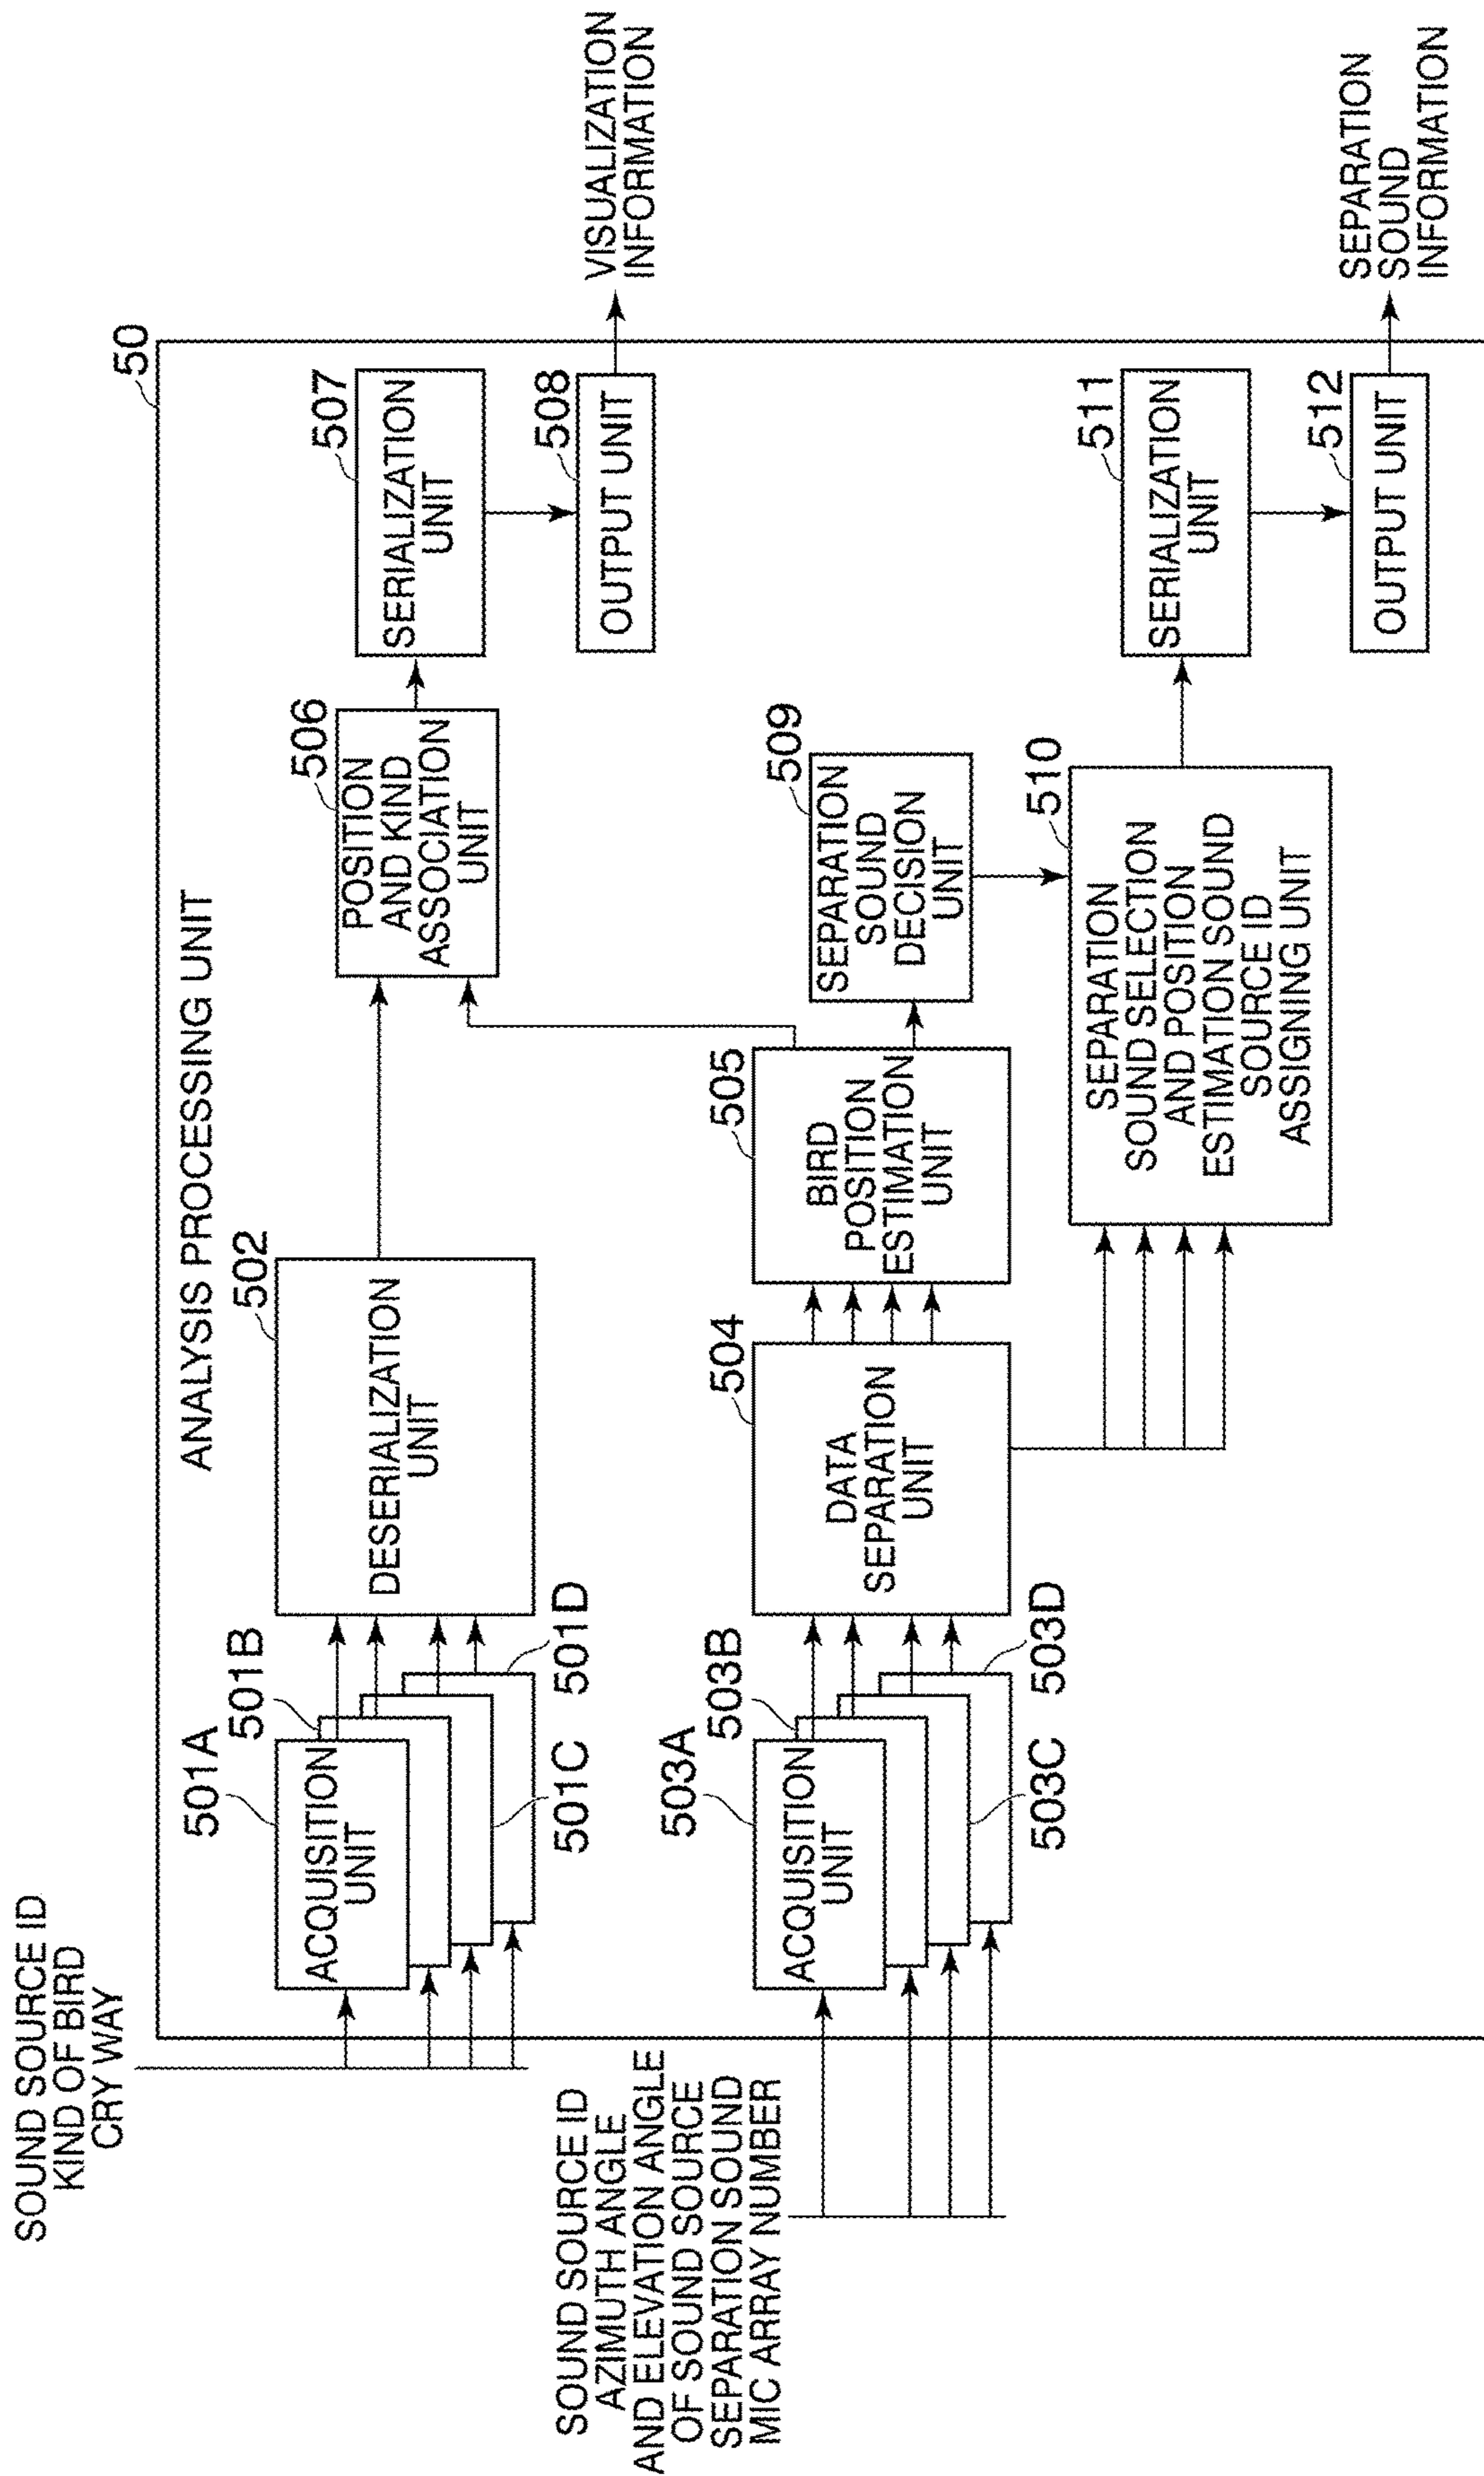 ANALYSIS PROCESSING UNIT
50
SOUND SOURCE ID
KIND OF BIRD
CRY WAY
501A
501B
ACQUISITION
UNIT
501C
501D
502
DESERIALIZATION
UNIT
506
POSITION
AND KIND
ASSOCIATION
UNIT
507
SERIALIZATION
UNIT
508
OUTPUT UNIT
VISUALIZATION
INFORMATION
SOUND SOURCE ID
AZIMUTH ANGLE
AND ELEVATION ANGLE
OF SOUND SOURCE
SEPARATION SOUND
MIC ARRAY NUMBER
503A
503B
ACQUISITION
UNIT
503C
503D
504
DATA
SEPARATION
UNIT
505
BIRD
POSITION
ESTIMATION
UNIT
509
SEPARATION
SOUND
DECISION
UNIT
510
SEPARATION
SOUND SELECTION
AND POSITION
ESTIMATION SOUND
SOURCE ID
ASSIGNING UNIT
511
SERIALIZATION
UNIT
512
OUTPUT UNIT
SEPARATION
SOUND
INFORMATION